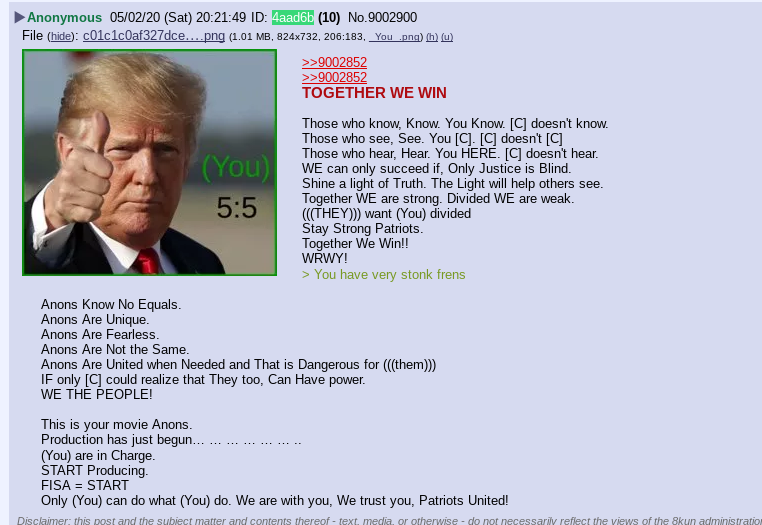 ▶Anonymous 05/02/20 (Sat) 20:21:49 ID: 4aad6b (10) No.9002900
File (hide): c01c1c0af327dce….png (1.01 MB, 824x732, 206:183, _You_.png) (h) (u)
(You)
5:5
>>9002852
>>9002852
TOGETHER WE WIN
Those who know, Know. You Know. [C] doesn't know.
Those who see, See. You [C]. [C] doesn't [C]
Those who hear, Hear. You HERE. [C] doesn't hear.
WE can only succeed if, Only Justice is Blind.
Shine a light of Truth. The Light will help others see.
Together WE are strong. Divided WE are weak.
(((THEY))) want (You) divided
Stay Strong Patriots.
Together We Win!!
WRWY!
> You have very stonk frens
Anons Know No Equals.
Anons Are Unique.
Anons Are Fearless.
Anons Are Not the Same.
Anons Are United when Needed and That is Dangerous for (((them)))
IF only [C] could realize that They too, Can Have power.
WE THE PEOPLE!
This is your movie Anons.
Production has just begun… … … … … … ..
(You) are in Charge.
START Producing.
FISA = START
Only (You) can do what (You) do. We are with you, We trust you, Patriots United!
Disclaimer: this post and the subject matter and contents thereof - text, media, or otherwise - do not necessarily reflect the views of the 8kun administration